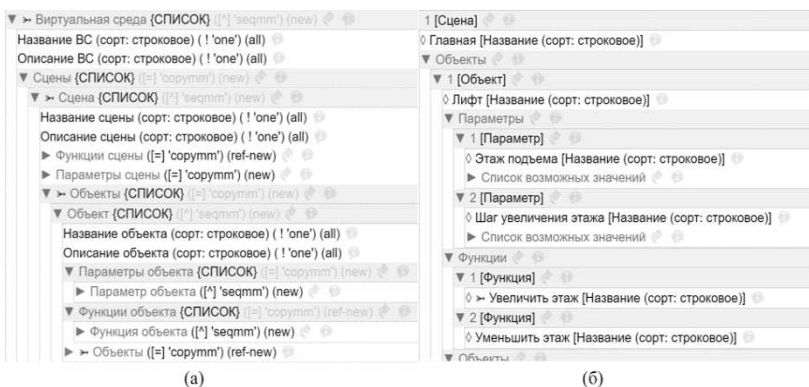 ▼ ➳ Виртуальная среда {СПИСОК} ([^] 'seqmm') (new)
Название ВС (сорт: строковое) ( ! 'one') (all)
Описание ВС (сорт: строковое) ( ! 'one') (all)
▼ Сцены {СПИСОК} ([=] 'copymm') (new)
▼ ➳ Сцена {СПИСОК} ([^] 'seqmm') (new)
Название сцены (сорт: строковое) ( ! 'one') (all)
Описание сцены (сорт: строковое) ( ! 'one') (all)
▶ Функции сцены ([=] 'copymm') (ref-new)
▶ Параметры сцены ([=] 'copymm') (new)
▼ ➳ Объекты {СПИСОК} ([=] 'copymm') (new)
▼ Объект {СПИСОК} ([^] 'seqmm') (new)
Название объекта (сорт: строковое) ( ! 'one') (all)
Описание объекта (сорт: строковое) ( ! 'one') (all)
▼ Параметры объекта {СПИСОК} ([=] 'copymm') (new)
▶ Параметр объекта ([^] 'seqmm') (new)
▼ Функции объекта {СПИСОК} ([=] 'copymm') (ref-new)
▶ Функция объекта ([^] 'seqmm') (new)
▶ ➳ Объекты ([=] 'copymm') (ref-new)
(а)
1 [Сцена]
◊ Главная [Название (сорт: строковое)]
▼ Объекты
▼ 1 [Объект]
◊ Лифт [Название (сорт: строковое)]
▼ Параметры
▼ 1 [Параметр]
◊ Этаж подъема [Название (сорт: строковое)]
▶ Список возможных значений
▼ 2 [Параметр]
◊ Шаг увеличения этажа [Название (сорт: строковое)]
▶ Список возможных значений
▼ Функции
▼ 1 [Функция]
◊ ➳ Увеличить этаж [Название (сорт: строковое)]
▼ 2 [Функция]
◊ Уменьшить этаж [Название (сорт: строковое)]
▼ Объекты
(б)